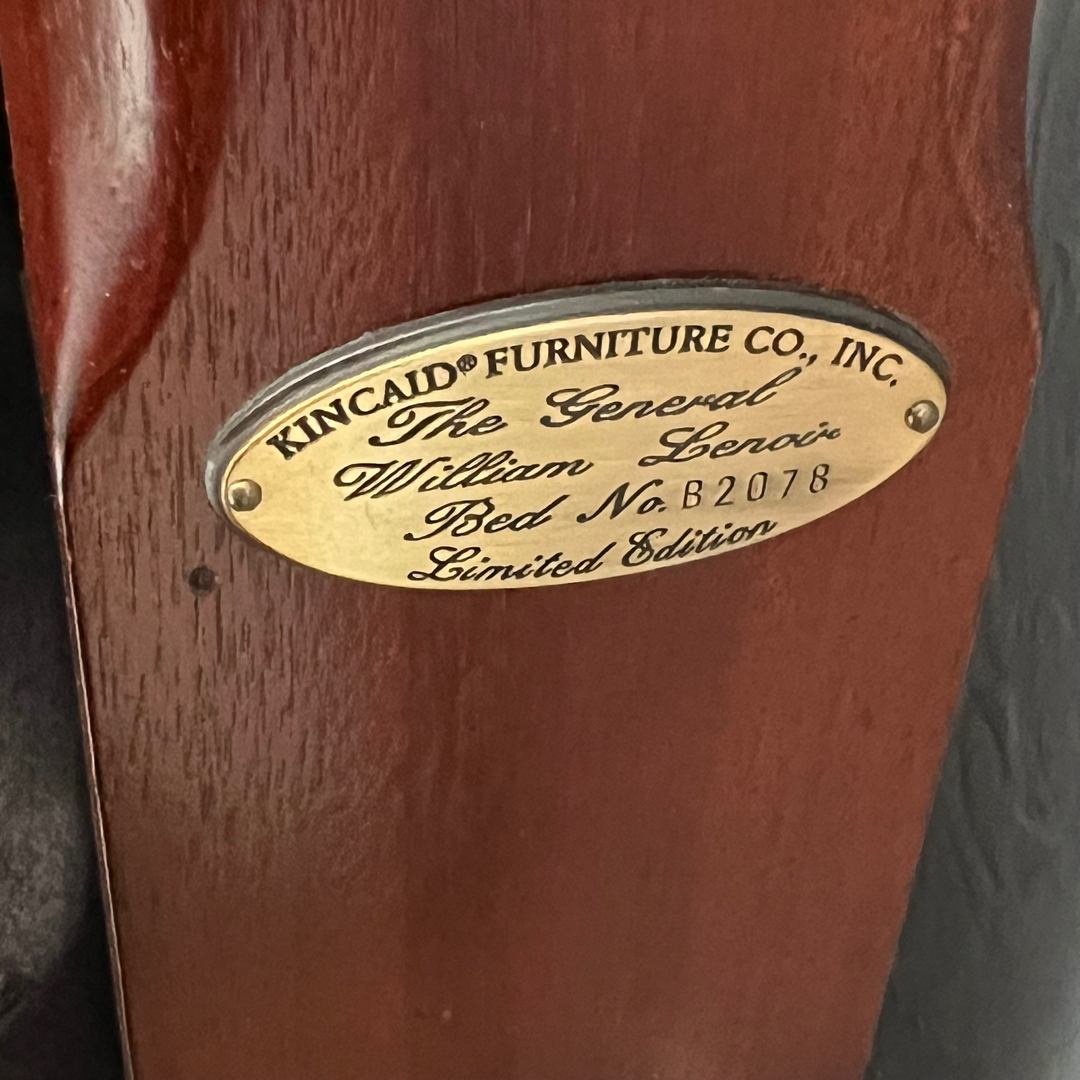 KINCAID® FURNITURE CO., INC.
The General
William Lenoir
Bed No. B2078
Limited Edition